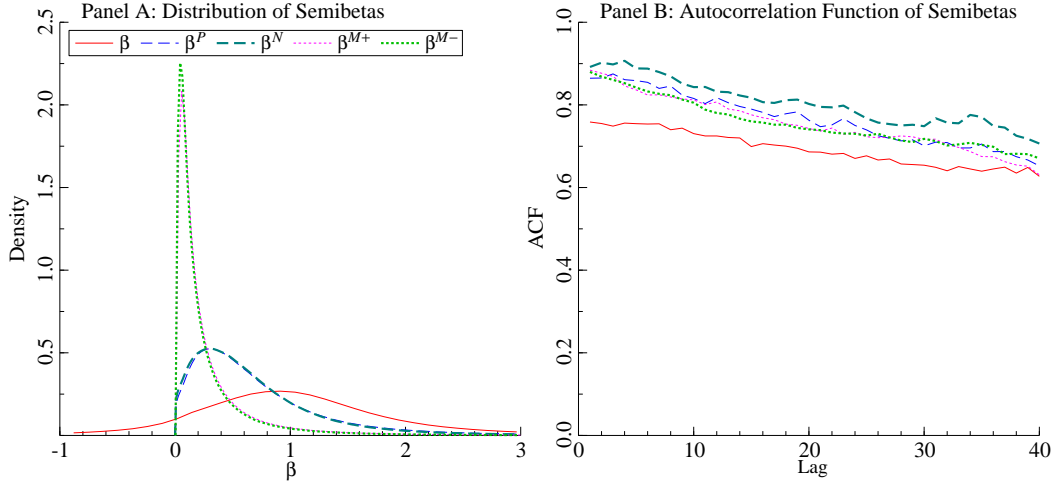 Panel A: Distribution of Semibetas
2.5
β β^P β^N β^{M+} β^{M−}
2.0
1.5
1.0
0.5
Density
-1 0 1 2 3
β
Panel B: Autocorrelation Function of Semibetas
1.0
0.8
0.6
0.4
0.2
0.0
ACF
0 10 20 30 40
Lag